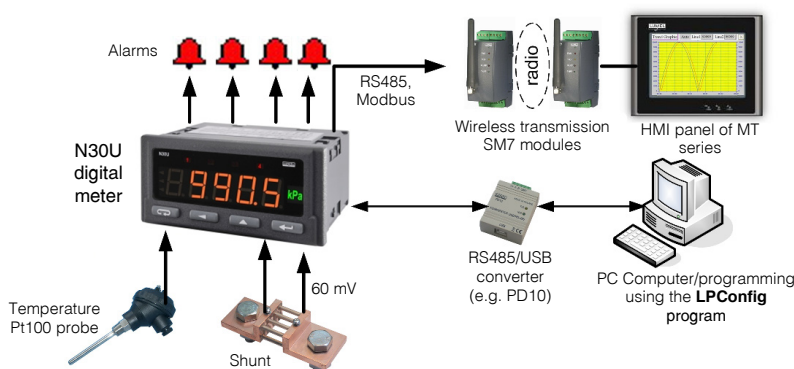 Alarms
RS485,
Modbus
radio
Wireless transmission
SM7 modules
HMI panel of MT
series
N30U
digital
meter
N30U
990.5
kPa
RS485/USB
converter
(e.g. PD10)
PC Computer/programming
using the LPConfig
program
Temperature
Pt100 probe
60 mV
Shunt